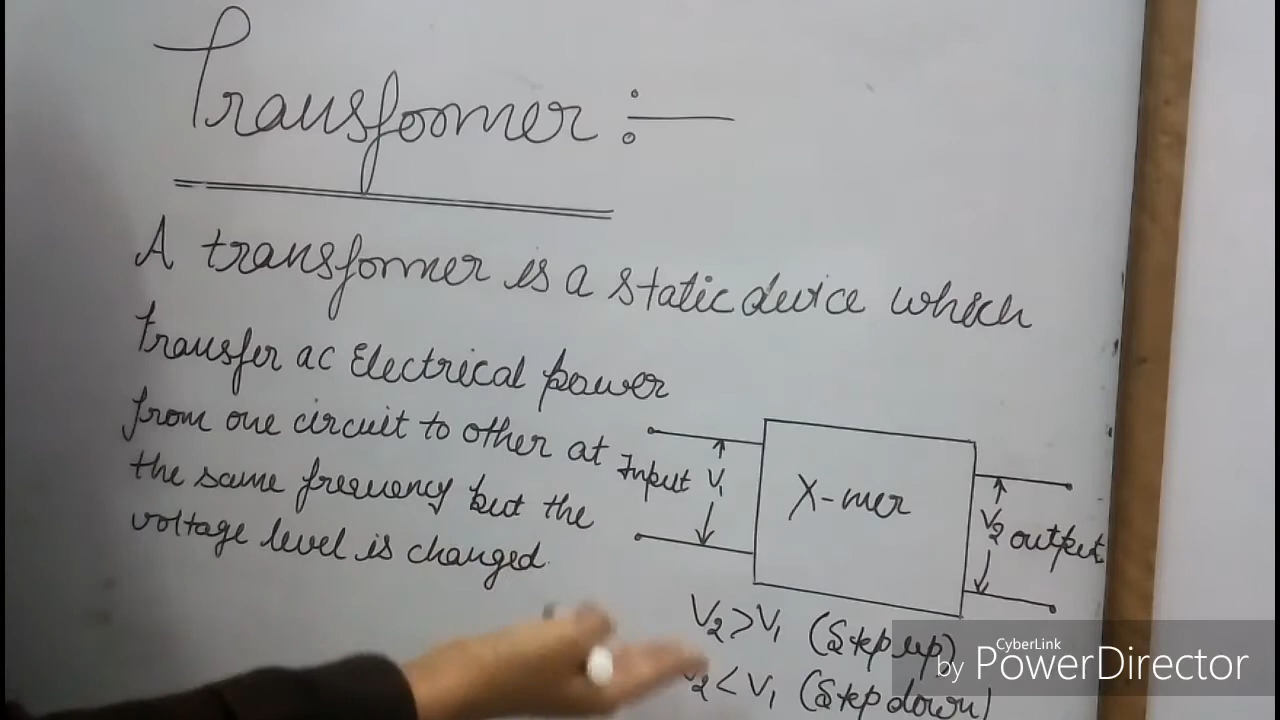 Transformer :—
A transformer is a static device which
transfer ac Electrical power
from one circuit to other at
the same frequency but the
voltage level is changed.
Input V₁
X-mer
V₂ output
V₂ > V₁ (Step up)
V₂ < V₁ (Step down)
CyberLink
by PowerDirector